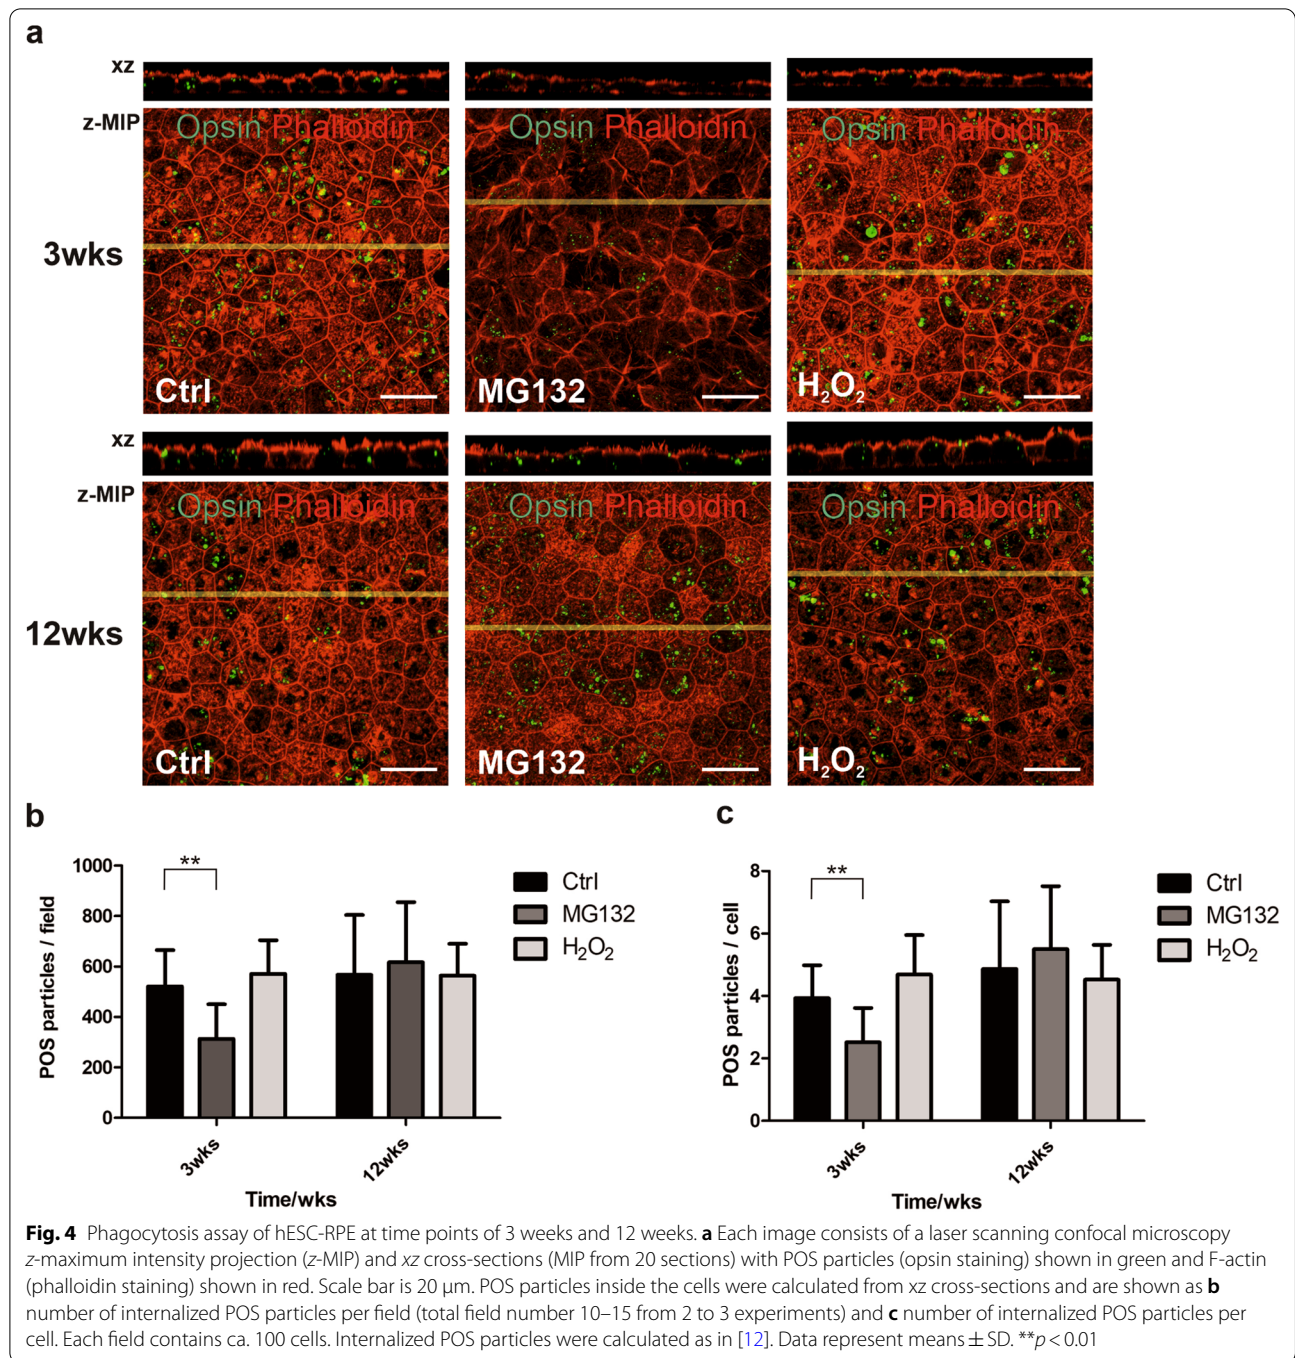 a
xz
z-MIP
Opsin Phalloidin
Opsin Phalloidin
Opsin Phalloidin
3wks
Ctrl
MG132
H₂O₂
xz
z-MIP
Opsin Phalloidin
Opsin Phalloidin
Opsin Phalloidin
12wks
Ctrl
MG132
H₂O₂
b
POS particles / field
1000
800
600
400
200
0
**
3wks
12wks
Time/wks
Ctrl
MG132
H₂O₂
c
POS particles / cell
8
6
4
2
0
**
3wks
12wks
Time/wks
Ctrl
MG132
H₂O₂
Fig. 4 Phagocytosis assay of hESC-RPE at time points of 3 weeks and 12 weeks. a Each image consists of a laser scanning confocal microscopy
z-maximum intensity projection (z-MIP) and xz cross-sections (MIP from 20 sections) with POS particles (opsin staining) shown in green and F-actin
(phalloidin staining) shown in red. Scale bar is 20 µm. POS particles inside the cells were calculated from xz cross-sections and are shown as b
number of internalized POS particles per field (total field number 10–15 from 2 to 3 experiments) and c number of internalized POS particles per
cell. Each field contains ca. 100 cells. Internalized POS particles were calculated as in [12]. Data represent means ± SD. **p < 0.01